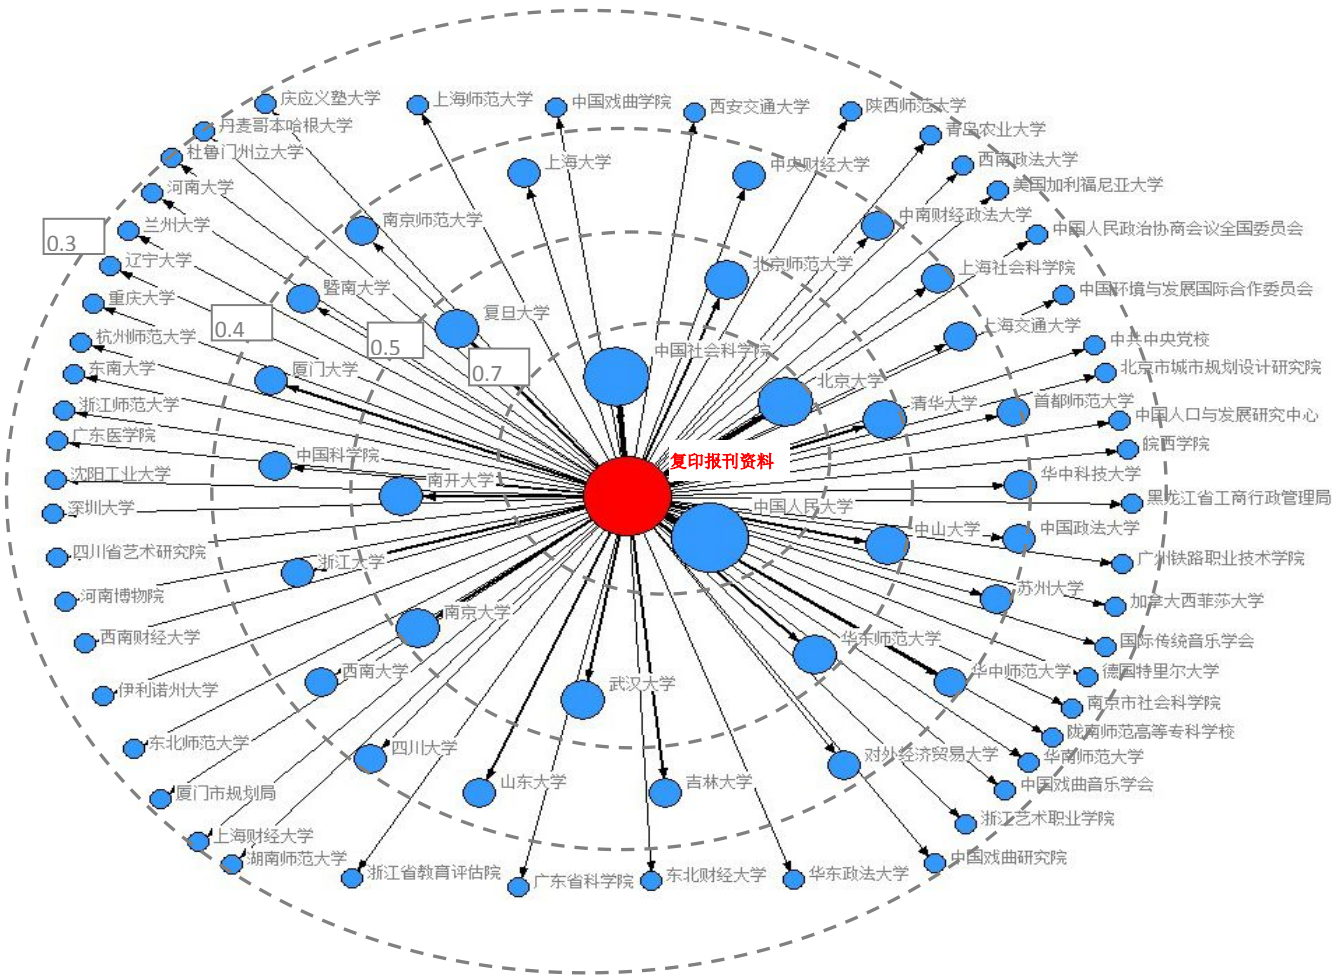 庆应义塾大学
上海师范大学
中国戏曲学院
西安交通大学
陕西师范大学
丹麦哥本哈根大学
青岛农业大学
杜鲁门州立大学
上海大学
中央财经大学
西南政法大学
河南大学
美国加利福尼亚大学
兰州大学
南京师范大学
中南财经政法大学
中国人民政治协商会议全国委员会
0.3
辽宁大学
北京师范大学
上海社会科学院
重庆大学
暨南大学
中国环境与发展国际合作委员会
0.4
复旦大学
上海交通大学
杭州师范大学
0.5
中国社会科学院
中共中央党校
东南大学
厦门大学
0.7
北京大学
北京市城市规划设计研究院
浙江师范大学
清华大学
首都师范大学
中国人口与发展研究中心
广东医学院
中国科学院
复印报刊资料
皖西学院
沈阳工业大学
南开大学
华中科技大学
深圳大学
中国人民大学
黑龙江省工商行政管理局
四川省艺术研究院
浙江大学
中山大学
中国政法大学
广州铁路职业技术学院
河南博物院
南京大学
苏州大学
加拿大西菲莎大学
西南财经大学
华东师范大学
国际传统音乐学会
伊利诺州大学
西南大学
武汉大学
华中师范大学
德国特里尔大学
南京市社会科学院
东北师范大学
四川大学
对外经济贸易大学
陇南师范高等专科学校
华南师范大学
厦门市规划局
山东大学
吉林大学
中国戏曲音乐学会
上海财经大学
浙江艺术职业学院
湖南师范大学
浙江省教育评估院
广东省科学院
东北财经大学
华东政法大学
中国戏曲研究院